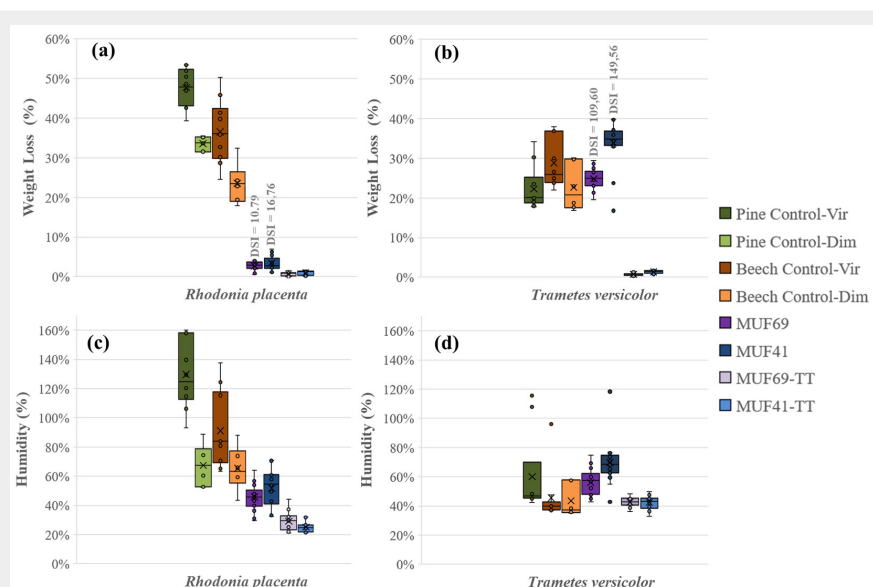 (a)
60%
50%
40%
30%
20%
10%
0%
Weight Loss (%)
DSI = 10.79
DSI = 16,76
Rhodonia placenta
(b)
60%
50%
40%
30%
20%
10%
0%
Weight Loss (%)
DSI = 109,60
DSI = 149,56
Trametes versicolor
Pine Control-Vir
Pine Control-Dim
Beech Control-Vir
Beech Control-Dim
MUF69
MUF41
MUF69-TT
MUF41-TT
(c)
160%
140%
120%
100%
80%
60%
40%
20%
0%
Humidity (%)
Rhodonia placenta
(d)
160%
140%
120%
100%
80%
60%
40%
20%
0%
Humidity (%)
Trametes versicolor